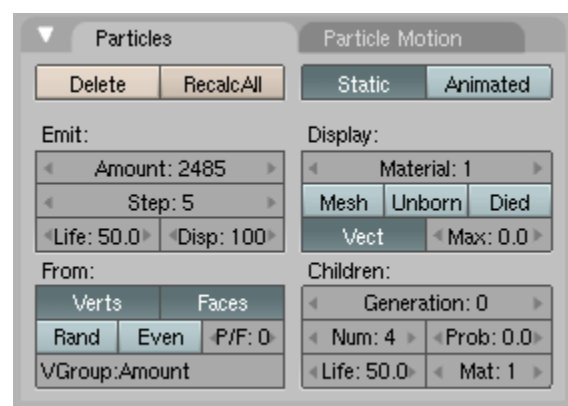 Particles Particle Motion
Delete RecalcAll Static Animated
Emit: Display:
Amount: 2485 Material: 1
Step: 5 Mesh Unborn Died
Life: 50.0 Disp: 100 Vect Max: 0.0
From: Children:
Verts Faces Generation: 0
Rand Even P/F: 0 Num: 4 Prob: 0.0
VGroup:Amount Life: 50.0 Mat: 1